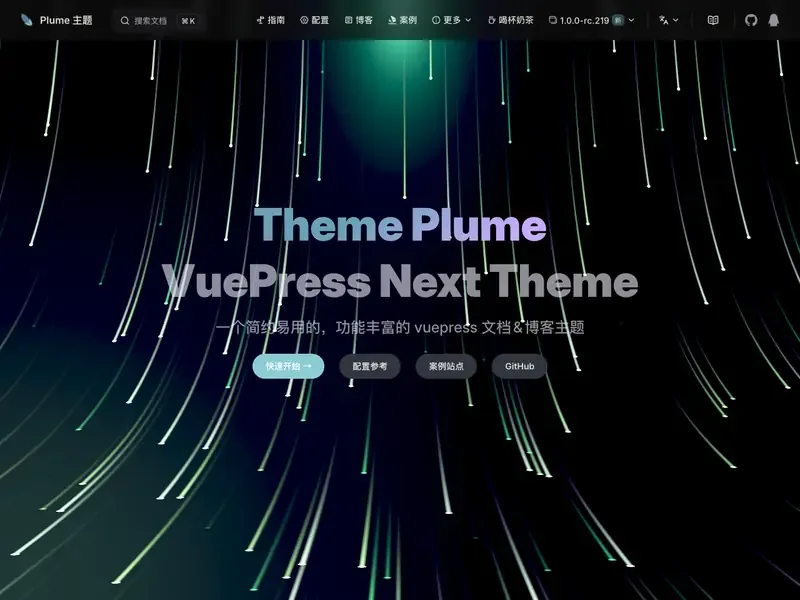 Plume 主题 搜索文档 ⌘ K 指南 配置 博客 案例 更多 喝杯奶茶 1.0.0-rc.219 新
Theme Plume
VuePress Next Theme
一个简约易用的，功能丰富的 vuepress 文档&博客主题
快速开始 → 配置参考 案例站点 GitHub